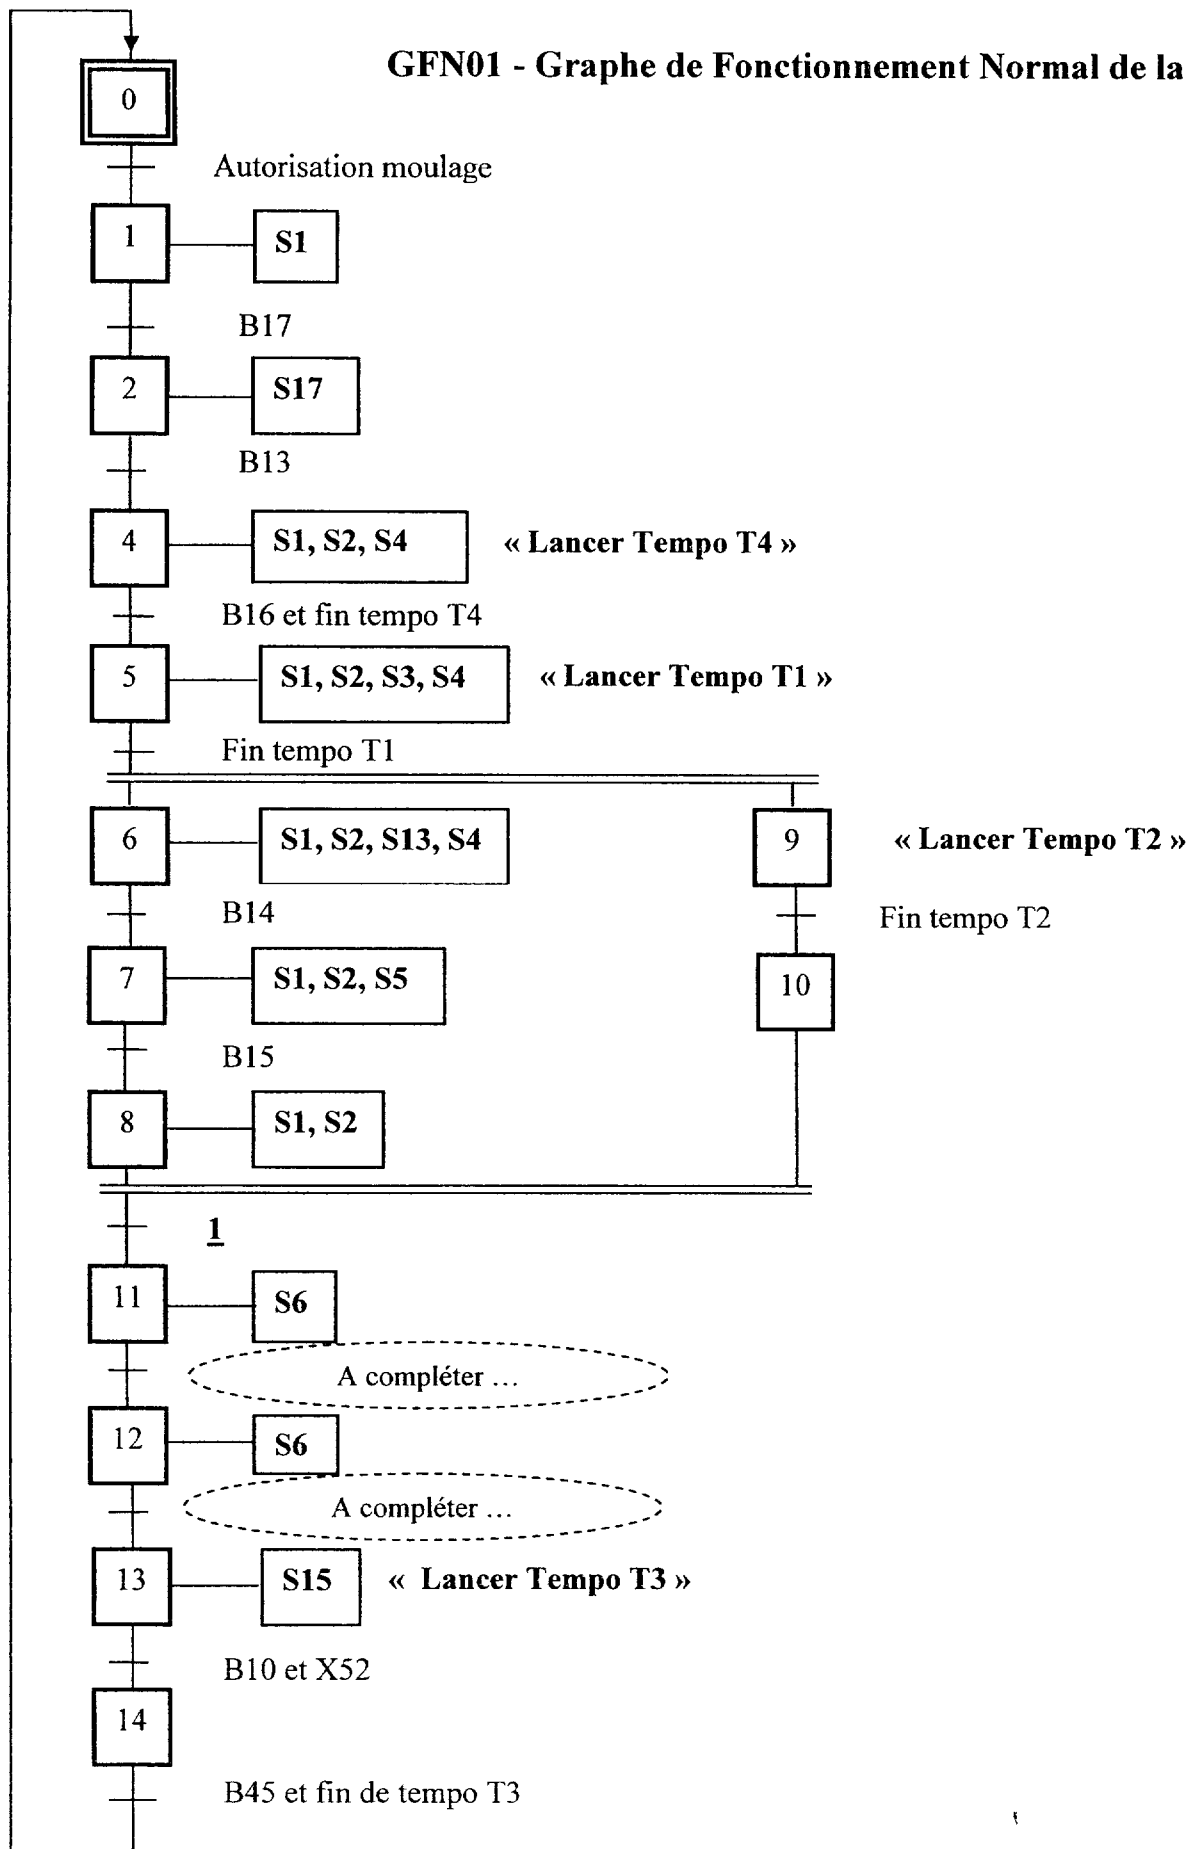 GFN01 - Graphe de Fonctionnement Normal de la
0
Autorisation moulage
1
S1
B17
2
S17
B13
4
S1, S2, S4
« Lancer Tempo T4 »
B16 et fin tempo T4
5
S1, S2, S3, S4
« Lancer Tempo T1 »
Fin tempo T1
6
S1, S2, S13, S4
9
« Lancer Tempo T2 »
B14
Fin tempo T2
7
S1, S2, S5
10
B15
8
S1, S2
1
11
S6
A compléter ...
12
S6
A compléter ...
13
S15
« Lancer Tempo T3 »
B10 et X52
14
B45 et fin de tempo T3